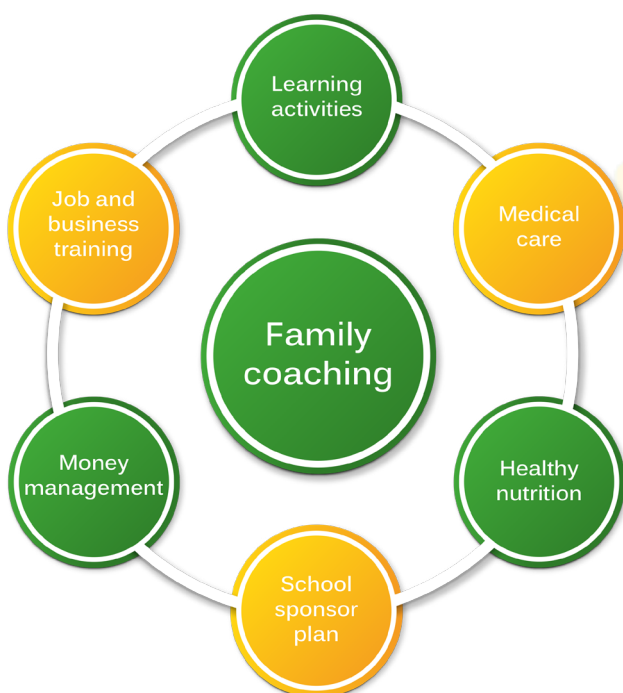 Learning
activities
Medical
care
Healthy
nutrition
School
sponsor
plan
Money
management
Job and
business
training
Family
coaching